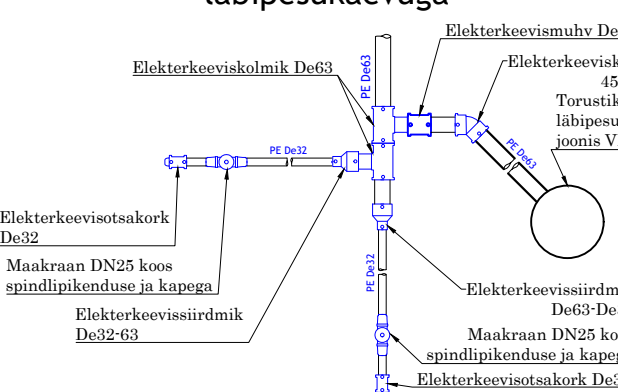 läbipesukaevuga
Elekterkeevismuhv De
Elekterkeevisk
45
Elekterkeeviskolmik De63
PE De63
Torustik
läbipesu
joonis V
PE De32
PE De63
Elekterkeevisotsakork
De32
Maakraan DN25 koos
spindlipikenduse ja kapega
PE De32
Elekterkeevissiirdm
De63-De
Elekterkeevissiirdmik
De32-63
Maakraan DN25 ko
spindlipikenduse ja kapeg
Elekterkeevisotsakork De3